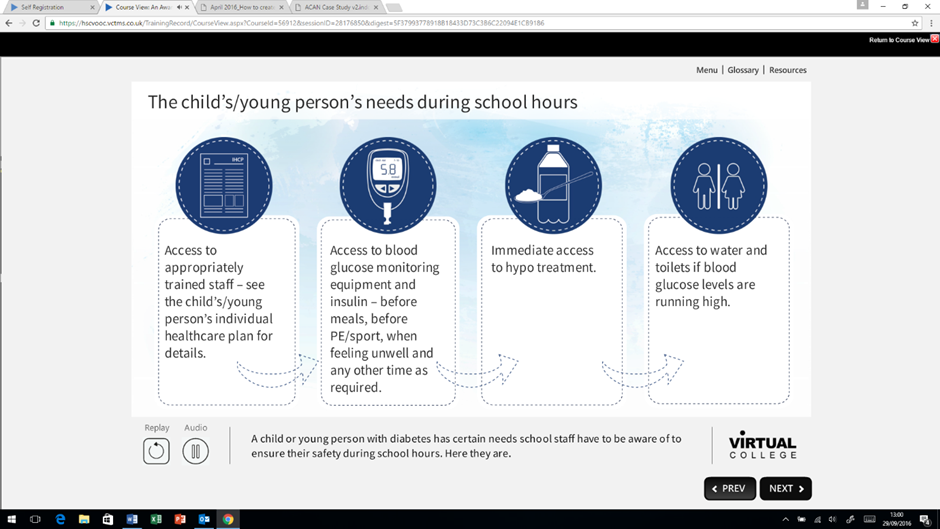 Self Registration
Course View: An Awa
April 2016_How to creat
ACAN Case Study v2.indd
https://hscvooc.vctms.co.uk/TrainingRecord/CourseView.aspx?CourseId=56912&sessionID=28176850&digest=5F37993778918B18433D73C3B6C22094E1CB9186
Return to Course View
Menu | Glossary | Resources
The child's/young person's needs during school hours
IHCP
Access to
appropriately
trained staff – see
the child's/young
person's individual
healthcare plan for
details.
5.8
Access to blood
glucose monitoring
equipment and
insulin – before
meals, before
PE/sport, when
feeling unwell and
any other time as
required.
Immediate access
to hypo treatment.
Access to water and
toilets if blood
glucose levels are
running high.
Replay
Audio
A child or young person with diabetes has certain needs school staff have to be aware of to
ensure their safety during school hours. Here they are.
VIRTUAL
COLLEGE
PREV
NEXT
13:00
29/09/2016